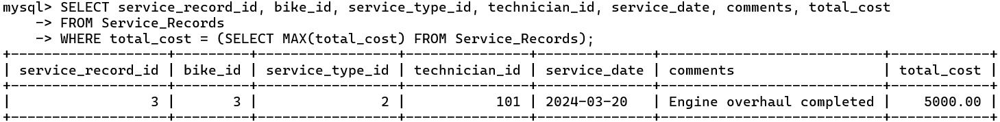 mysql> SELECT service_record_id, bike_id, service_type_id, technician_id, service_date, comments, total_cost
    -> FROM Service_Records
    -> WHERE total_cost = (SELECT MAX(total_cost) FROM Service_Records);
+-------------------+---------+-----------------+---------------+--------------+---------------------------+------------+
| service_record_id | bike_id | service_type_id | technician_id | service_date | comments                  | total_cost |
+-------------------+---------+-----------------+---------------+--------------+---------------------------+------------+
|                 3 |       3 |               2 |           101 | 2024-03-20   | Engine overhaul completed |    5000.00 |
+-------------------+---------+-----------------+---------------+--------------+---------------------------+------------+